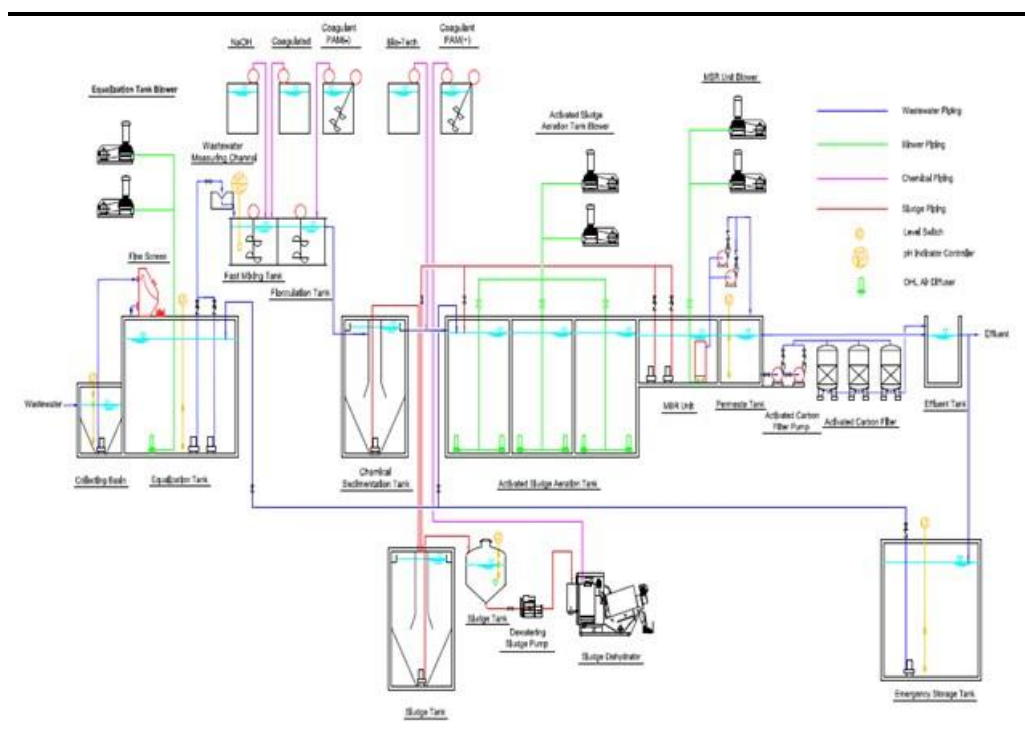 NaOH
Coagulated
Coagulant
PAM(-)
Bio-Tech
Coagulant
PAM(+)
Equalization Tank Blower
MBR Unit Blower
Activated Sludge
Aeration Tank Blower
Wastewater
Measuring Channel
Wastewater Piping
Blower Piping
Chemical Piping
Sludge Piping
Level Switch
pH Indicator Controller
DHL Air Diffuser
Fine Screen
Fast Mixing Tank
Flocculation Tank
Effluent
Wastewater
MBR Unit
Permeate Tank
Activated Carbon
Filter Pump
Activated Carbon Filter
Effluent Tank
Collecting Basin
Equalization Tank
Chemical
Sedimentation Tank
Activated Sludge Aeration Tank
Sludge Tank
Dewatering
Sludge Pump
Sludge Dehydrator
Emergency Storage Tank
Sludge Tank